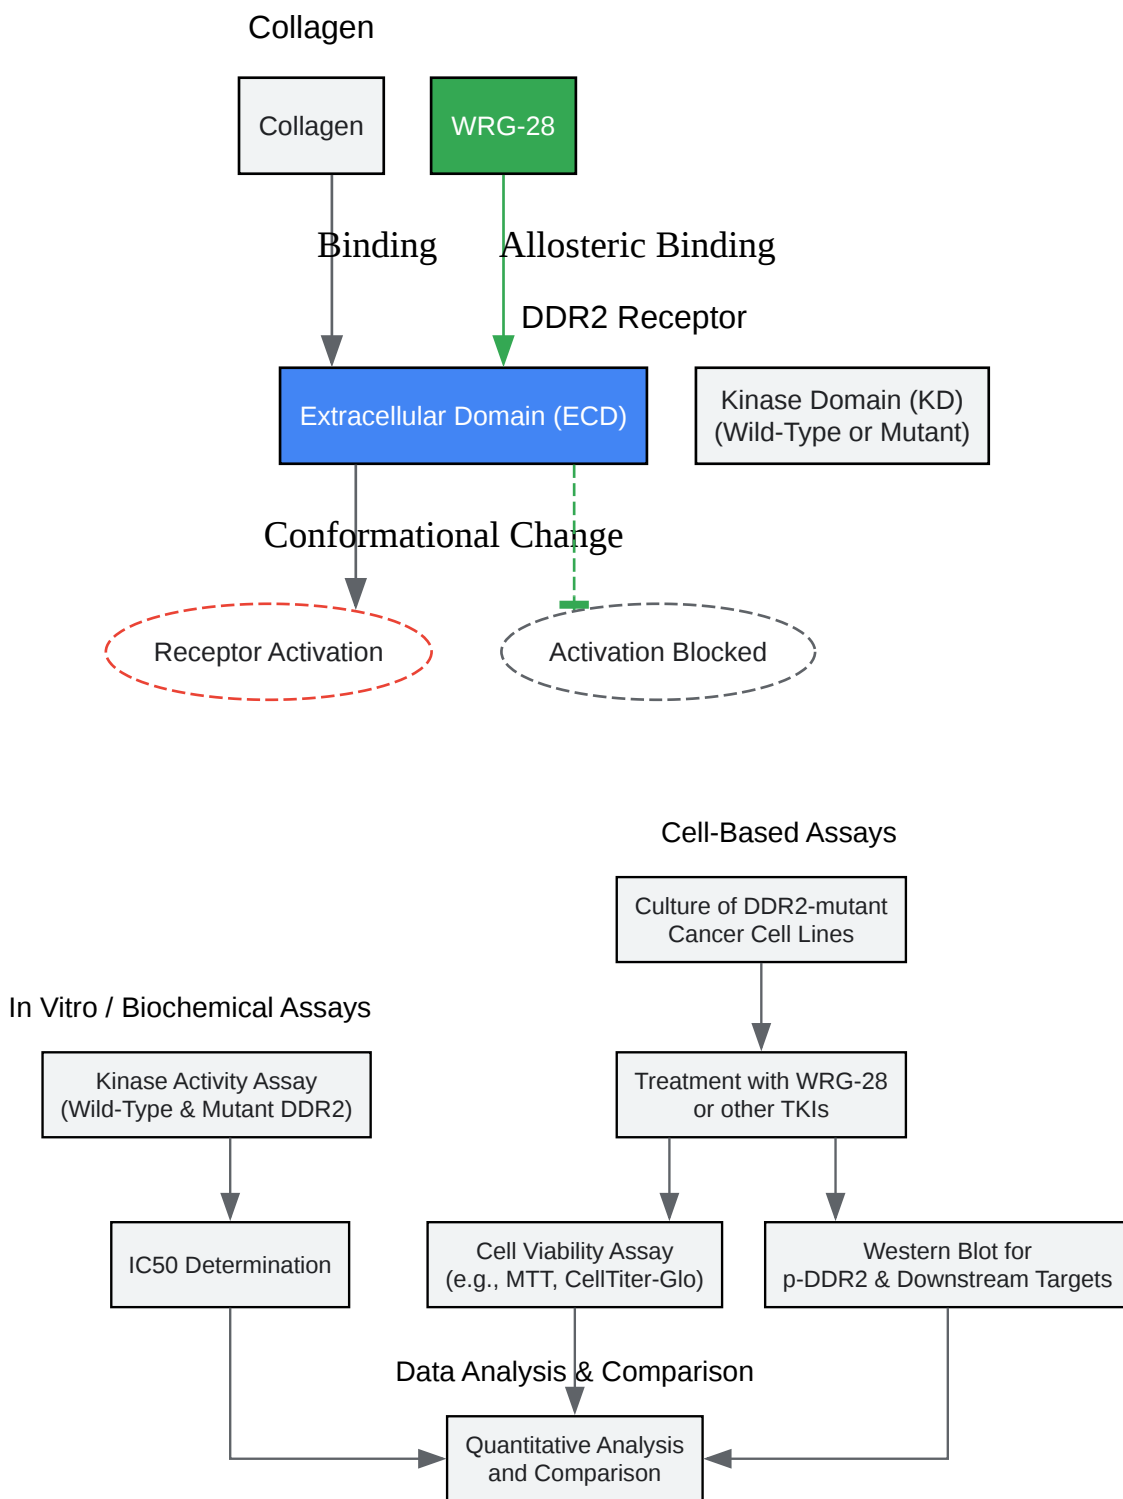 Collagen
Collagen
WRG-28
Binding
Allosteric Binding
DDR2 Receptor
Extracellular Domain (ECD)
Kinase Domain (KD)
(Wild-Type or Mutant)
Conformational Change
Receptor Activation
Activation Blocked
Cell-Based Assays
Culture of DDR2-mutant
Cancer Cell Lines
In Vitro / Biochemical Assays
Kinase Activity Assay
(Wild-Type & Mutant DDR2)
Treatment with WRG-28
or other TKIs
IC50 Determination
Cell Viability Assay
(e.g., MTT, CellTiter-Glo)
Western Blot for
p-DDR2 & Downstream Targets
Data Analysis & Comparison
Quantitative Analysis
and Comparison